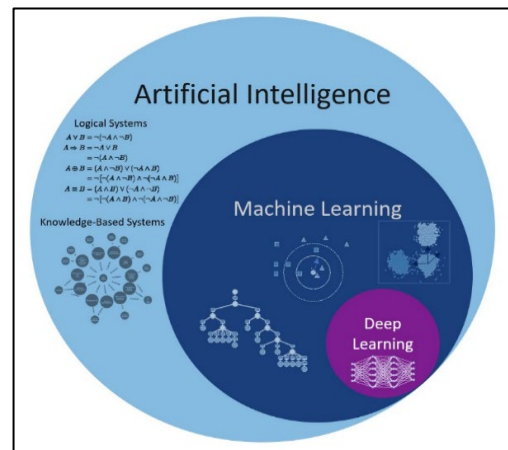 Artificial Intelligence
Logical Systems
A ∨ B = ¬(¬A ∧ ¬B)
A ⇒ B = ¬A ∨ B
= ¬(A ∧ ¬B)
A ⊕ B = (A ∧ ¬B) ∨ (¬A ∧ B)
= ¬[¬(A ∧ ¬B) ∧ ¬(¬A ∧ B)]
A ≡ B = (A ∧ B) ∨ (¬A ∧ ¬B)
= ¬[¬(A ∧ B) ∧ ¬(¬A ∧ ¬B)]
Knowledge-Based Systems
Machine Learning
Deep
Learning